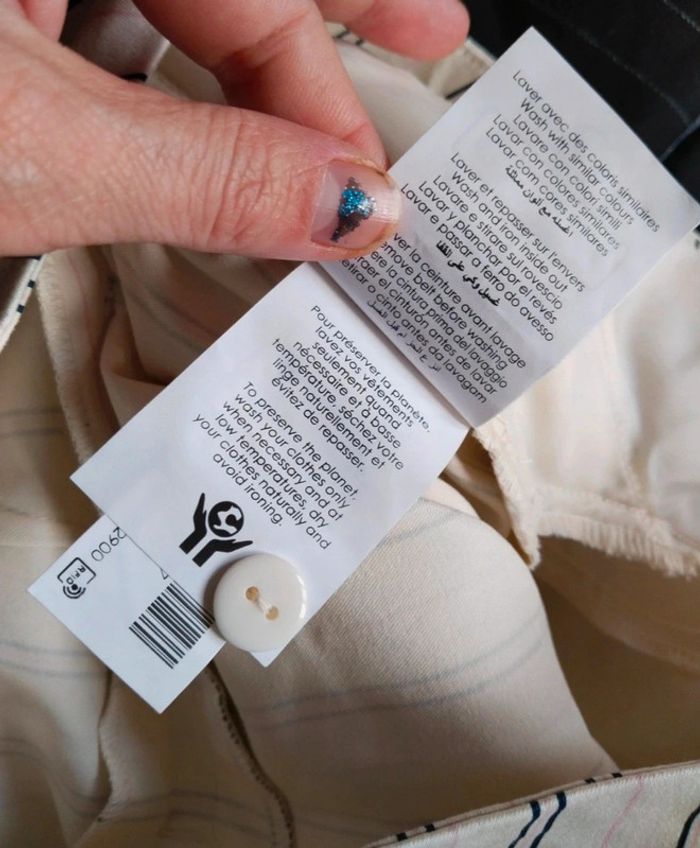 Laver avec des coloris similaires
Wash with similar colours
Lavare con colori simili
Lavar con colores similares
Lavar com cores similares
Laver et repasser sur l'envers
Wash and iron inside out
Lavare e stirare sul rovescio
Lavar y planchar por el revés
Lavar e passar a ferro do avesso
ver la ceinture avant lavage
emove belt before washing
ere la cintura prima del lavaggio
raer el cinturón antes de lavar
etirar o cinto antes da lavagam
Pour préserver la planète,
lavez vos vêtements
seulement quand
nécessaire et à basse
température, séchez votre
linge naturellement et
évitez de repasser.
To preserve the planet,
wash your clothes only
when necessary and at
low temperatures, dry
your clothes naturally and
avoid ironing.
RFID
0062